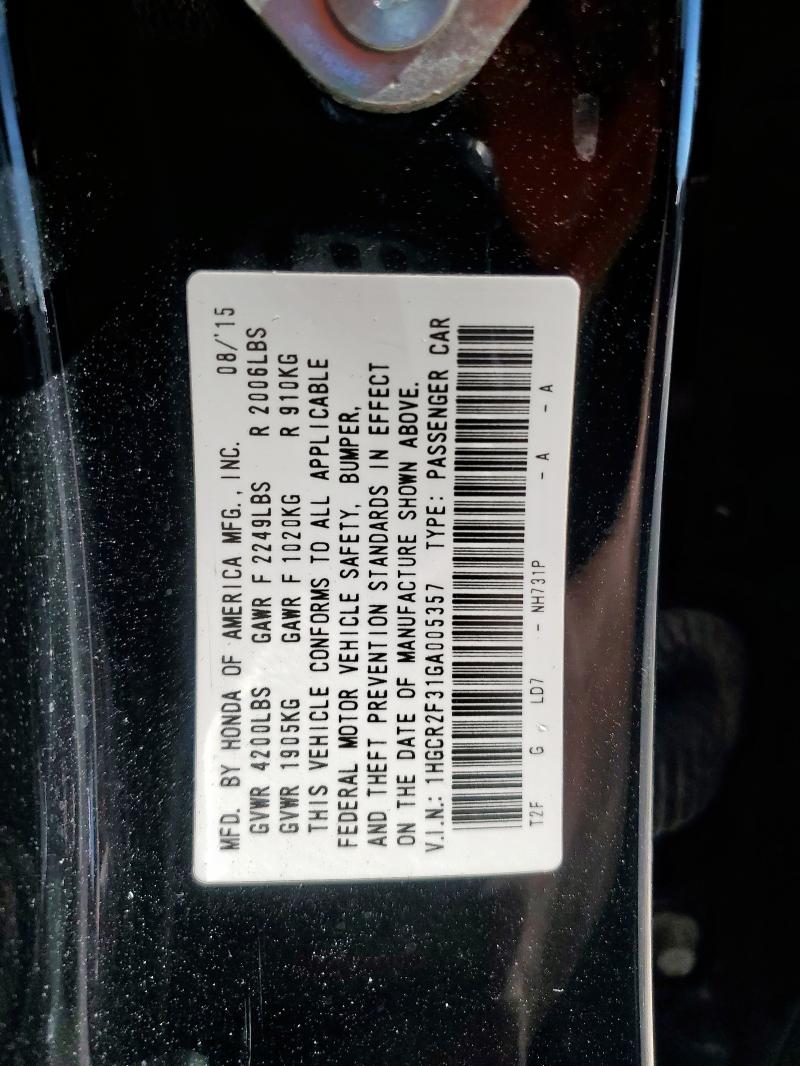 MFD. BY HONDA OF AMERICA MFG., INC. 08/'15
GVWR 4200LBS GAWR F 2249LBS R 2006LBS
GVWR 1905KG GAWR F 1020KG R 910KG
THIS VEHICLE CONFORMS TO ALL APPLICABLE
FEDERAL MOTOR VEHICLE SAFETY, BUMPER,
AND THEFT PREVENTION STANDARDS IN EFFECT
ON THE DATE OF MANUFACTURE SHOWN ABOVE.
V.I.N.: 1HGCR2F31GA005357 TYPE: PASSENGER CAR
T2F G LD7 - NH731P - A - A